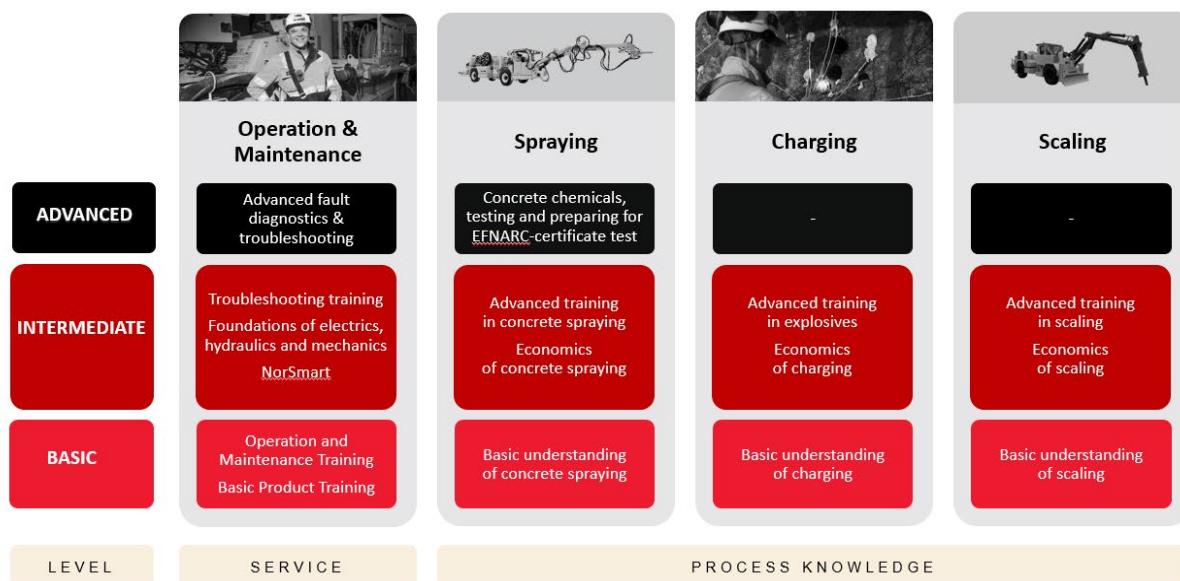 Operation &
Maintenance
Spraying
Charging
Scaling
ADVANCED
Advanced fault
diagnostics &
troubleshooting
Concrete chemicals,
testing and preparing for
EFNARC-certificate test
-
-
INTERMEDIATE
Troubleshooting training
Foundations of electrics,
hydraulics and mechanics
NorSmart
Advanced training
in concrete spraying
Economics
of concrete spraying
Advanced training
in explosives
Economics
of charging
Advanced training
in scaling
Economics
of scaling
BASIC
Operation and
Maintenance Training
Basic Product Training
Basic understanding
of concrete spraying
Basic understanding
of charging
Basic understanding
of scaling
LEVEL
SERVICE
PROCESS KNOWLEDGE